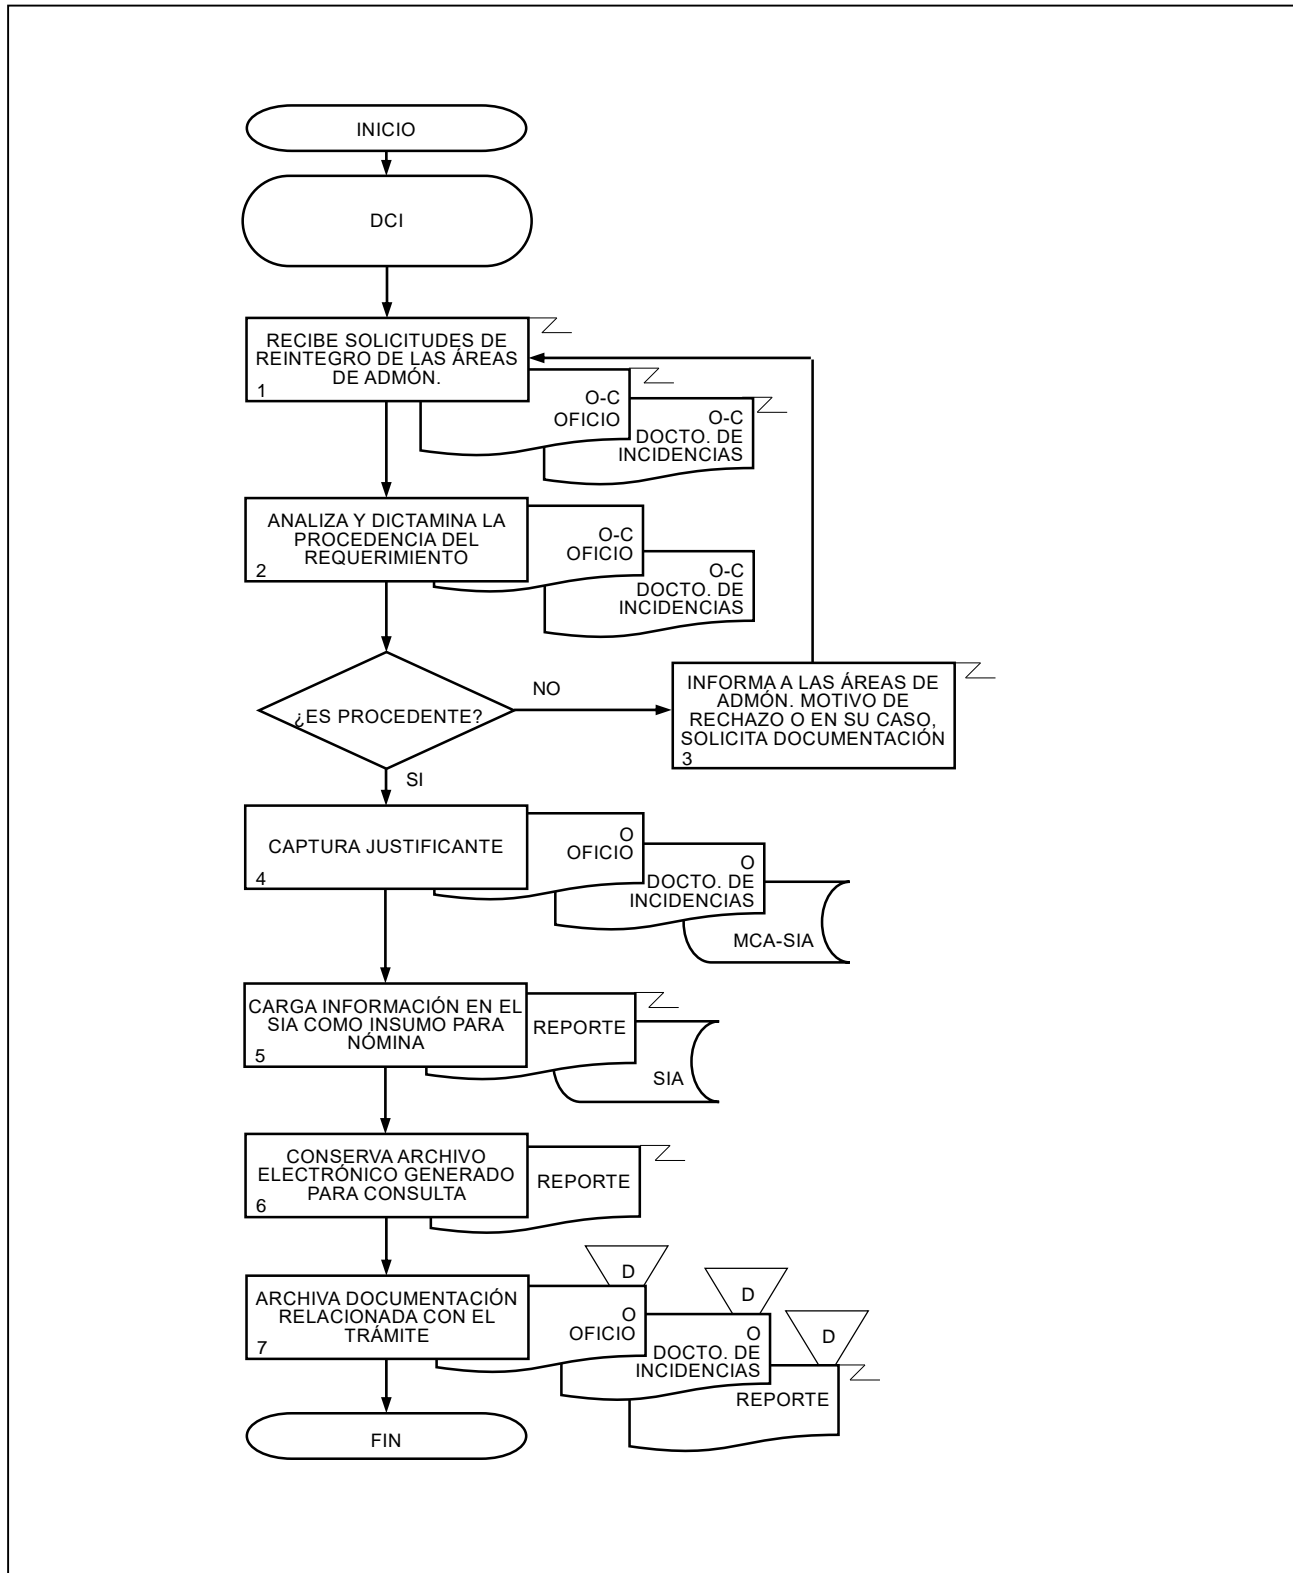 INICIO
DCI
RECIBE SOLICITUDES DE
REINTEGRO DE LAS ÁREAS
DE ADMÓN.
1
O-C
OFICIO
O-C
DOCTO. DE
INCIDENCIAS
ANALIZA Y DICTAMINA LA
PROCEDENCIA DEL
REQUERIMIENTO
2
O-C
OFICIO
O-C
DOCTO. DE
INCIDENCIAS
¿ES PROCEDENTE?
NO
INFORMA A LAS ÁREAS DE
ADMÓN. MOTIVO DE
RECHAZO O EN SU CASO,
SOLICITA DOCUMENTACIÓN
3
SI
CAPTURA JUSTIFICANTE
4
O
OFICIO
O
DOCTO. DE
INCIDENCIAS
MCA-SIA
CARGA INFORMACIÓN EN EL
SIA COMO INSUMO PARA
NÓMINA
5
REPORTE
SIA
CONSERVA ARCHIVO
ELECTRÓNICO GENERADO
PARA CONSULTA
6
REPORTE
ARCHIVA DOCUMENTACIÓN
RELACIONADA CON EL
TRÁMITE
7
D
O
OFICIO
D
O
DOCTO. DE
INCIDENCIAS
D
REPORTE
FIN